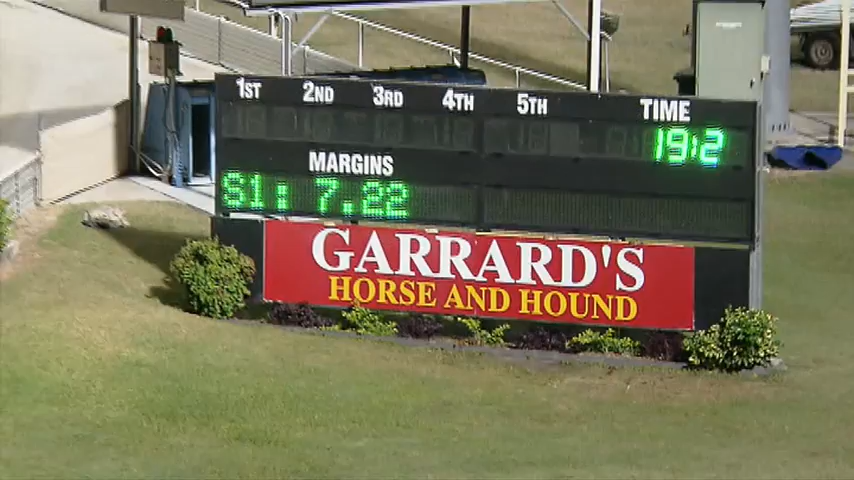 1ST 2ND 3RD 4TH 5TH TIME
19:2
MARGINS
S1: 7.22
GARRARD'S
HORSE AND HOUND